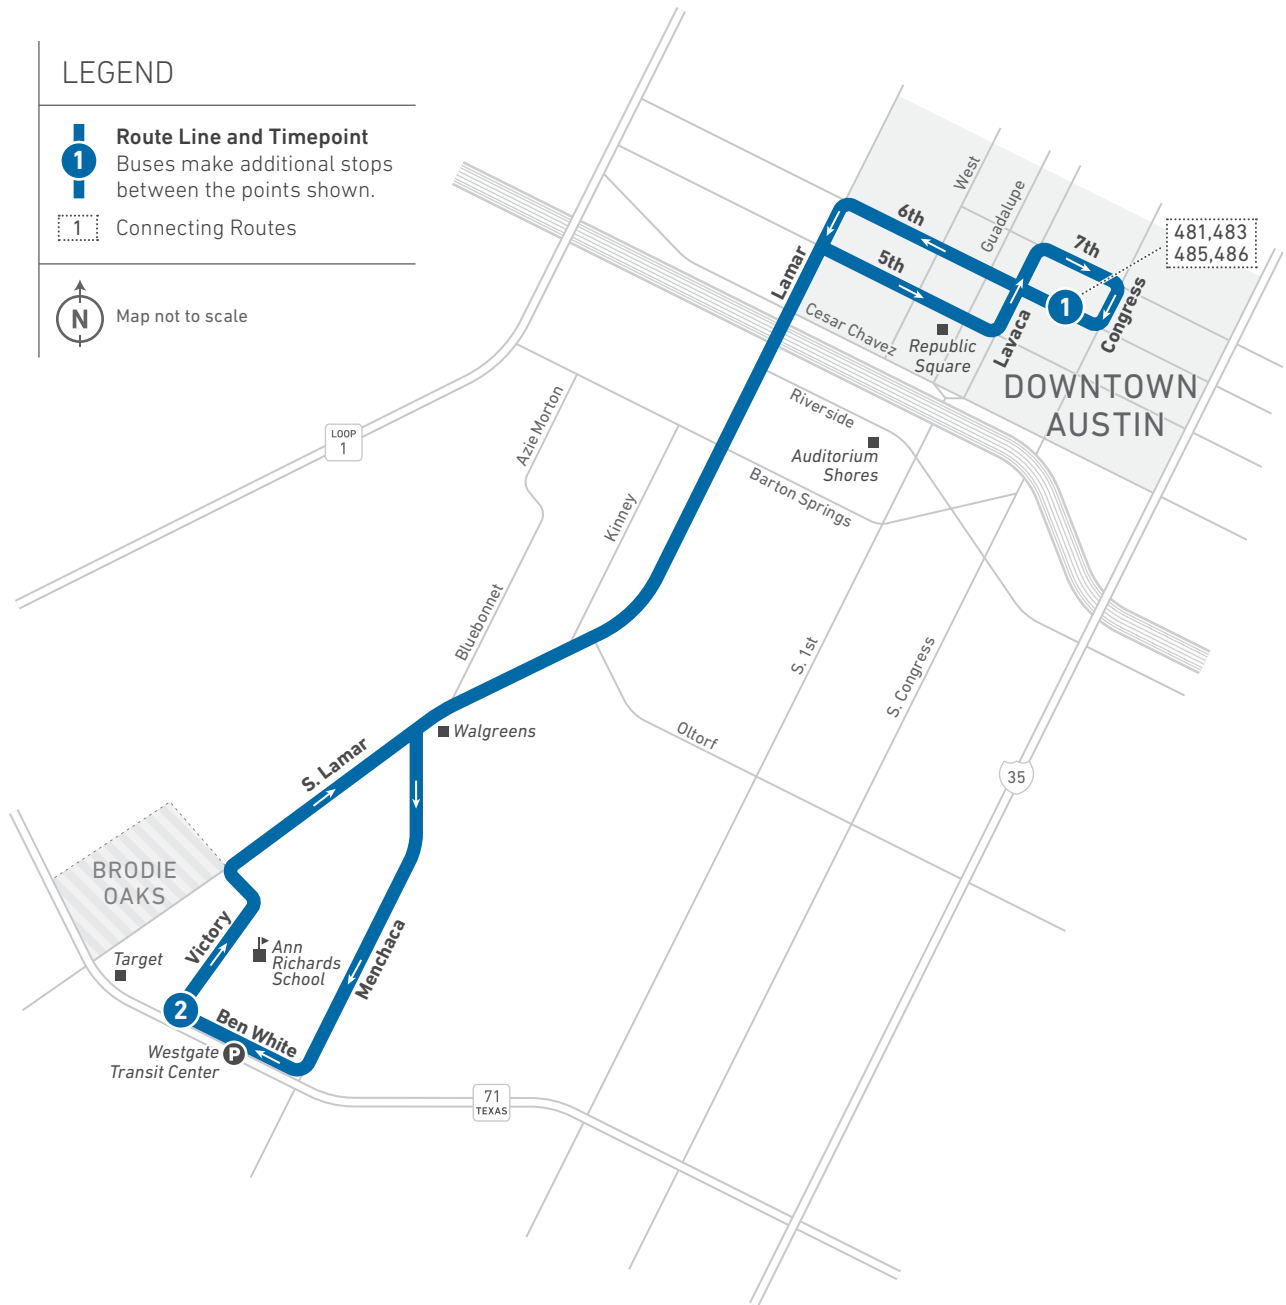 LEGEND
1
Route Line and Timepoint
Buses make additional stops
between the points shown.
1
Connecting Routes
N
Map not to scale
LOOP
1
West
Guadalupe
6th
5th
7th
481,483
485,486
1
Lamar
Cesar Chavez
Republic
Square
Lavaca
Congress
DOWNTOWN
AUSTIN
Riverside
Auditorium
Shores
Barton Springs
Azie Morton
Kinney
Bluebonnet
S. 1st
S. Congress
Walgreens
Oltorf
35
S. Lamar
BRODIE
OAKS
Victory
Target
Ann
Richards
School
Menchaca
2
Ben White
Westgate
Transit Center
P
71
TEXAS